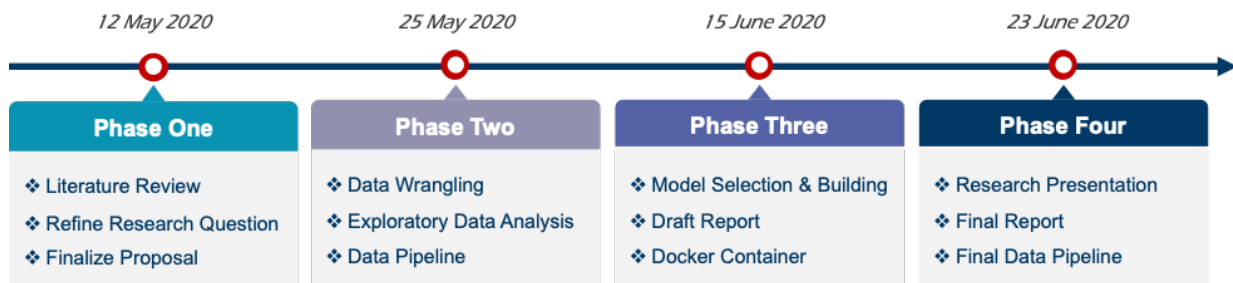 12 May 2020
25 May 2020
15 June 2020
23 June 2020
Phase One
❖ Literature Review
❖ Refine Research Question
❖ Finalize Proposal
Phase Two
❖ Data Wrangling
❖ Exploratory Data Analysis
❖ Data Pipeline
Phase Three
❖ Model Selection & Building
❖ Draft Report
❖ Docker Container
Phase Four
❖ Research Presentation
❖ Final Report
❖ Final Data Pipeline